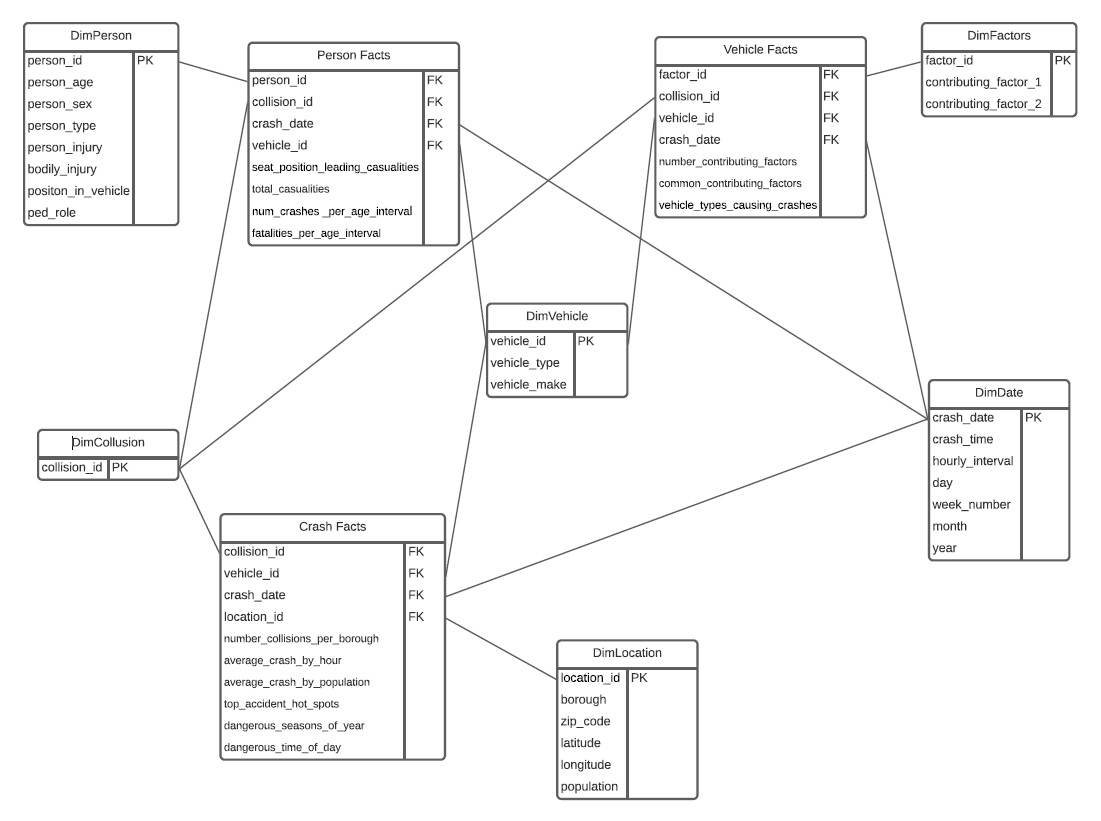 DimPerson
person_id PK
person_age
person_sex
person_type
person_injury
bodily_injury
positon_in_vehicle
ped_role
Person Facts
person_id FK
collision_id FK
crash_date FK
vehicle_id FK
seat_position_leading_casualities
total_casualities
num_crashes _per_age_interval
fatalities_per_age_interval
Vehicle Facts
factor_id FK
collision_id FK
vehicle_id FK
crash_date FK
number_contributing_factors
common_contributing_factors
vehicle_types_causing_crashes
DimFactors
factor_id PK
contributing_factor_1
contributing_factor_2
DimVehicle
vehicle_id PK
vehicle_type
vehicle_make
DimDate
crash_date PK
crash_time
hourly_interval
day
week_number
month
year
DimCollusion
collision_id PK
Crash Facts
collision_id FK
vehicle_id FK
crash_date FK
location_id FK
number_collisions_per_borough
average_crash_by_hour
average_crash_by_population
top_accident_hot_spots
dangerous_seasons_of_year
dangerous_time_of_day
DimLocation
location_id PK
borough
zip_code
latitude
longitude
population